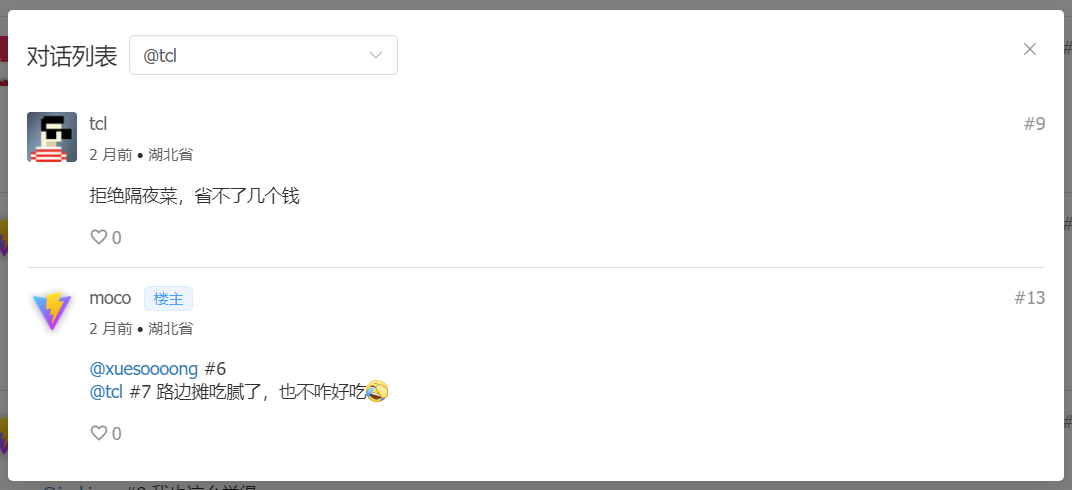 对话列表 @tcl
tcl #9
2 月前 • 湖北省
拒绝隔夜菜，省不了几个钱
0
moco 楼主 #13
2 月前 • 湖北省
@xuesoooong #6
@tcl #7 路边摊吃腻了，也不咋好吃
0